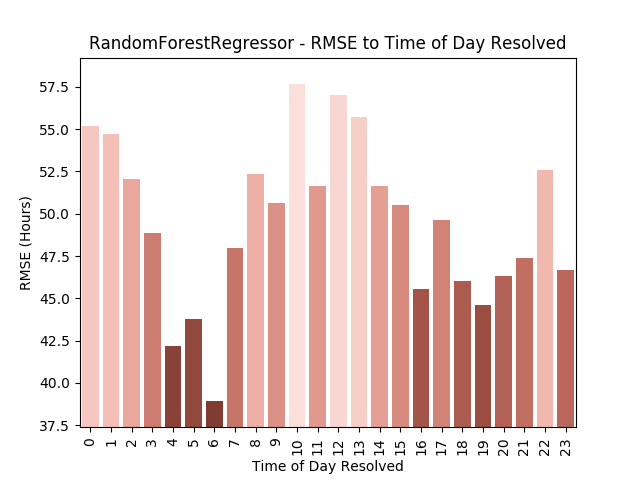 RandomForestRegressor - RMSE to Time of Day Resolved
RMSE (Hours)
57.5
55.0
52.5
50.0
47.5
45.0
42.5
40.0
37.5
0 1 2 3 4 5 6 7 8 9 10 11 12 13 14 15 16 17 18 19 20 21 22 23
Time of Day Resolved